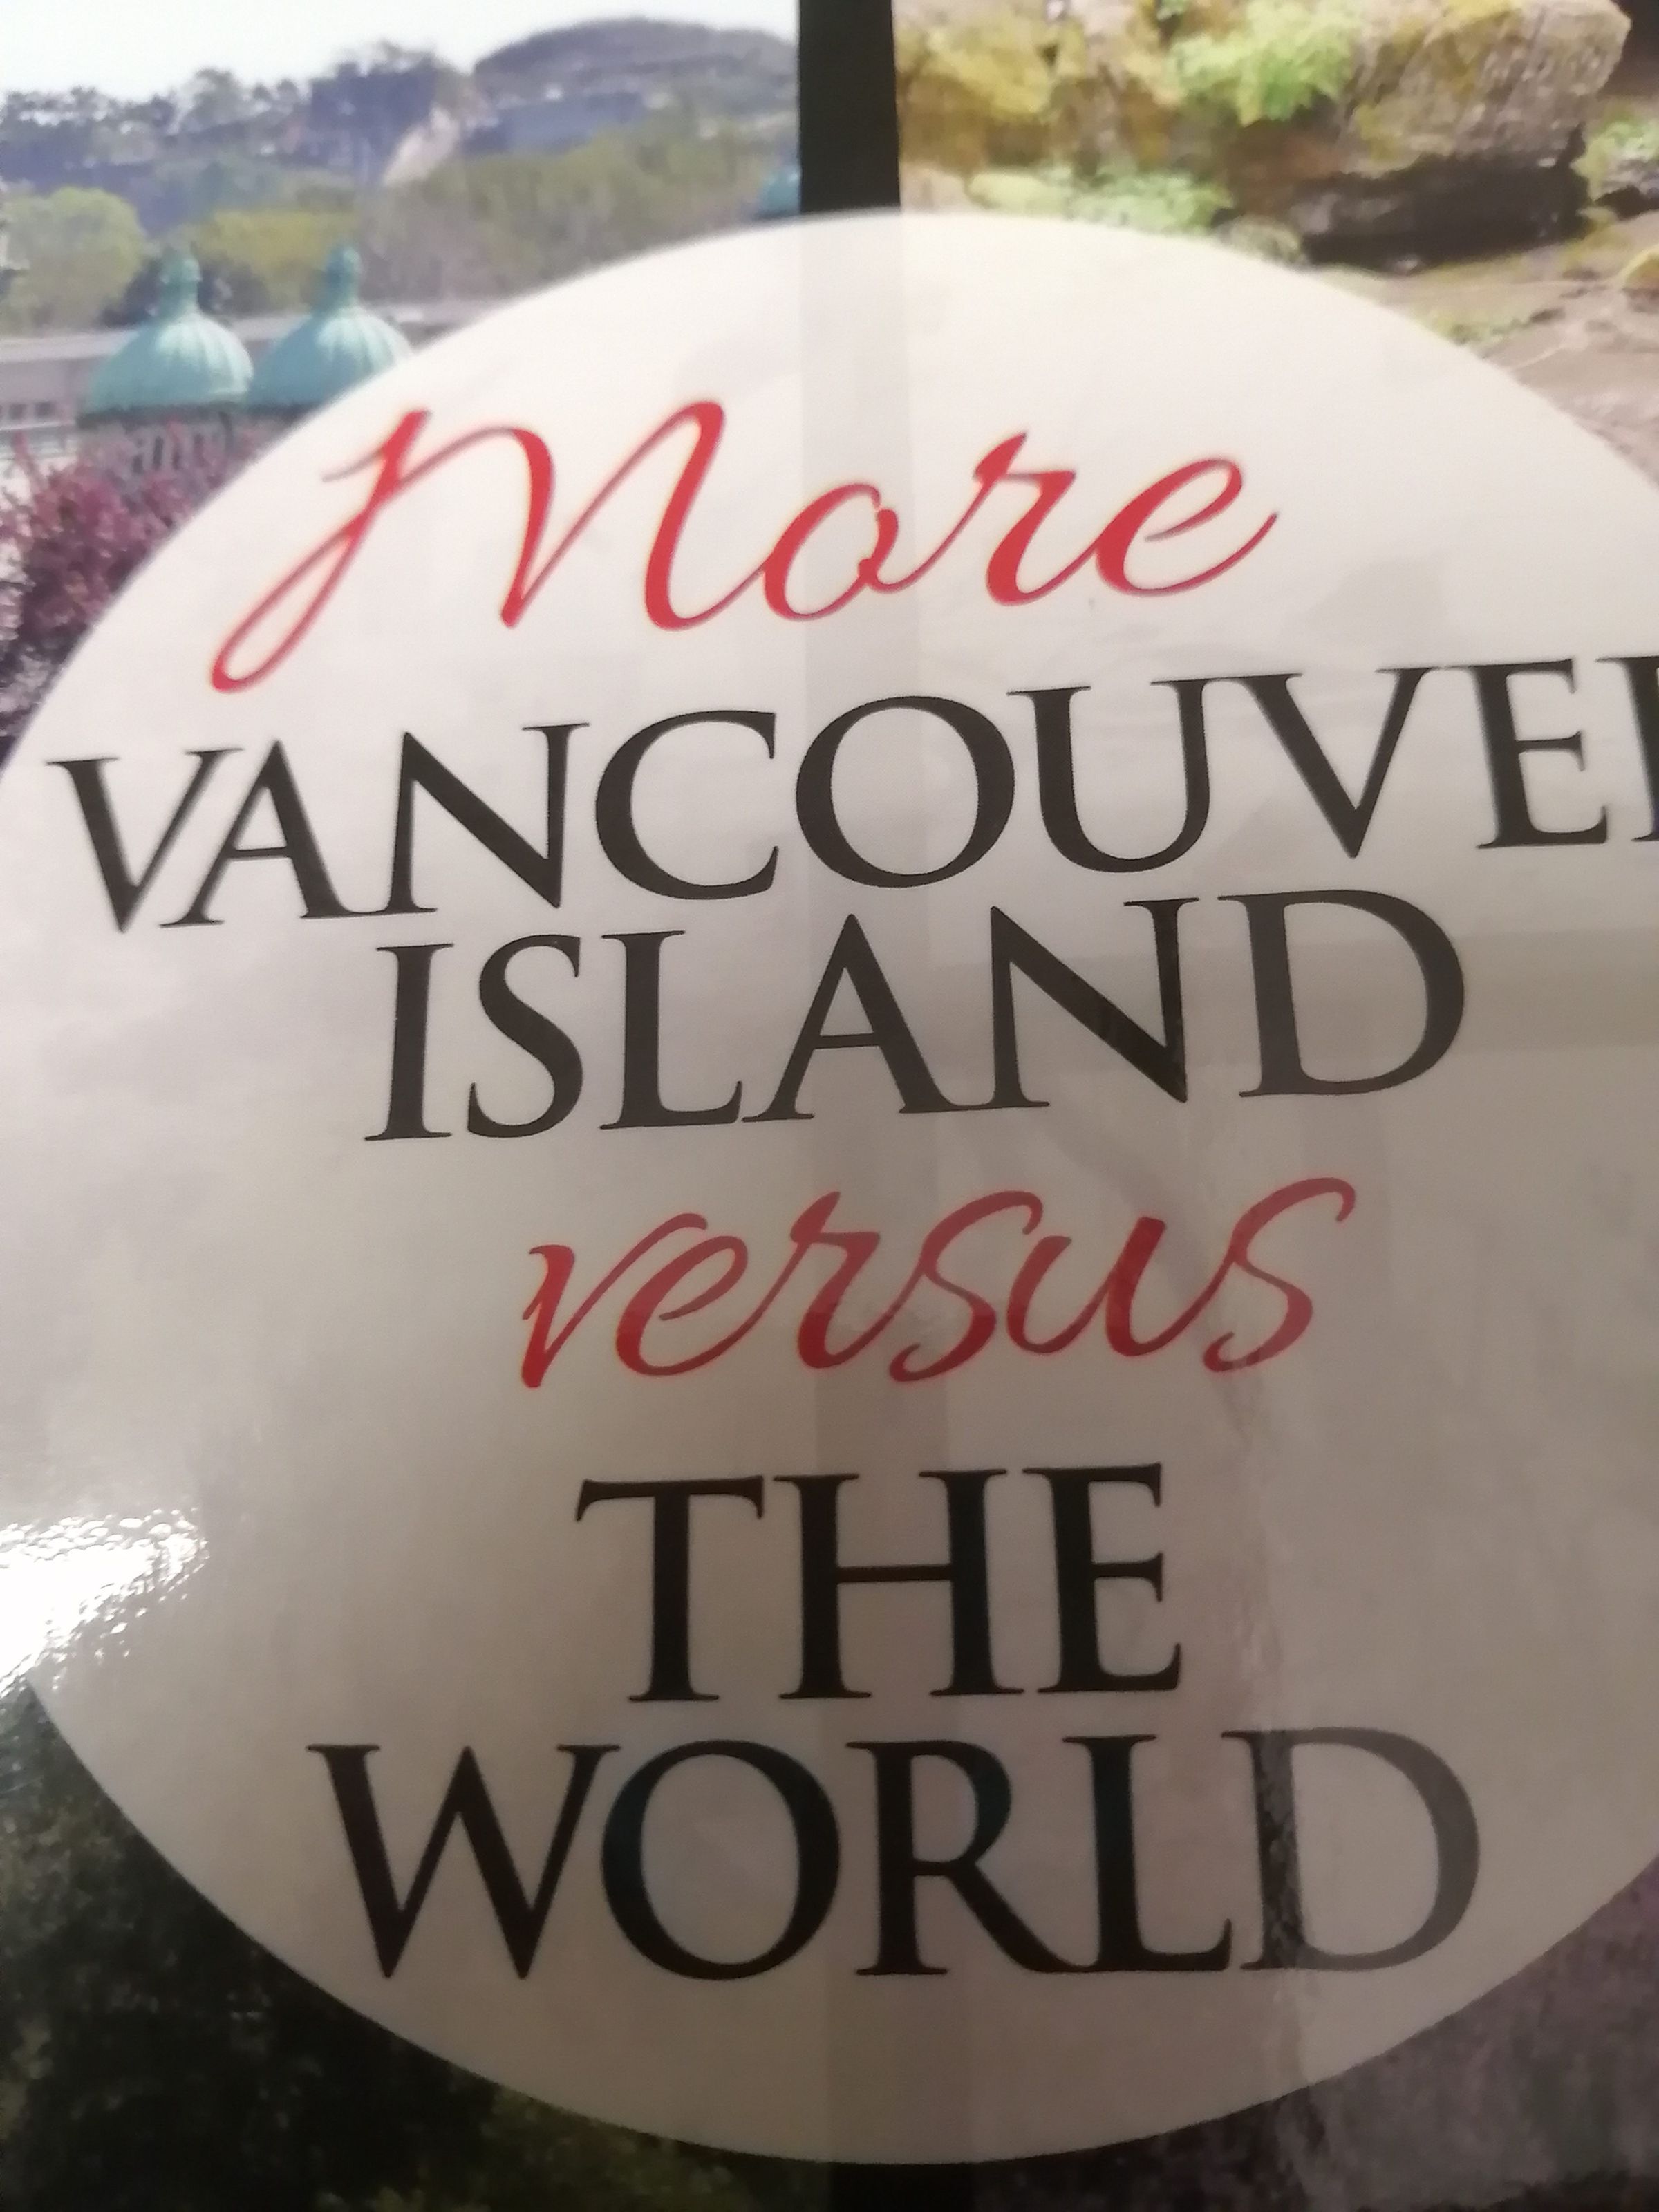 More
VANCOUVER
ISLAND
versus
THE
WORLD